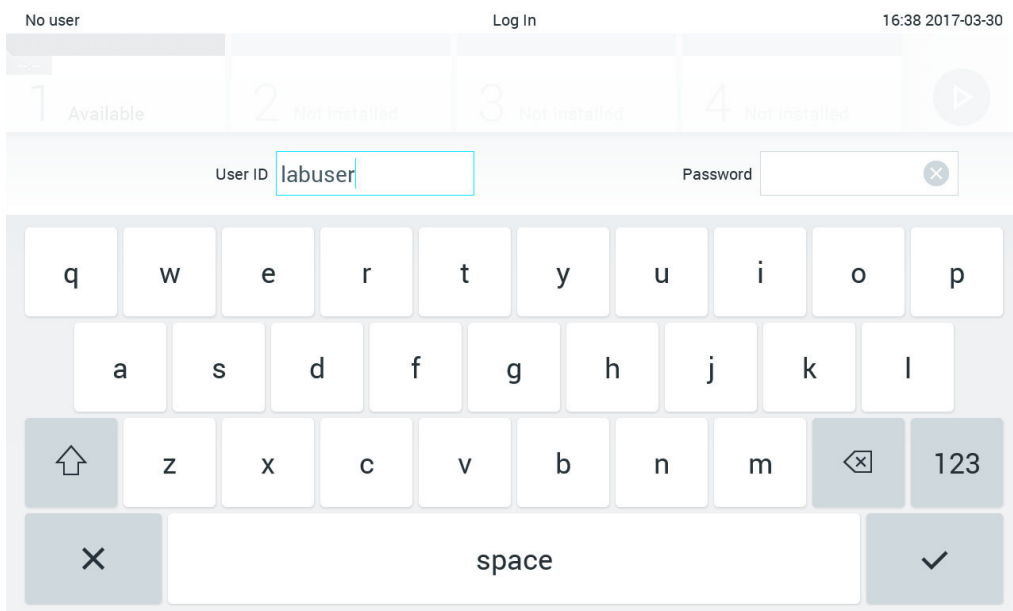 No user Log In 16:38 2017-03-30
1 Available 2 Not installed 3 Not installed 4 Not installed
User ID labuser Password
q w e r t y u i o p
a s d f g h j k l
z x c v b n m 123
space